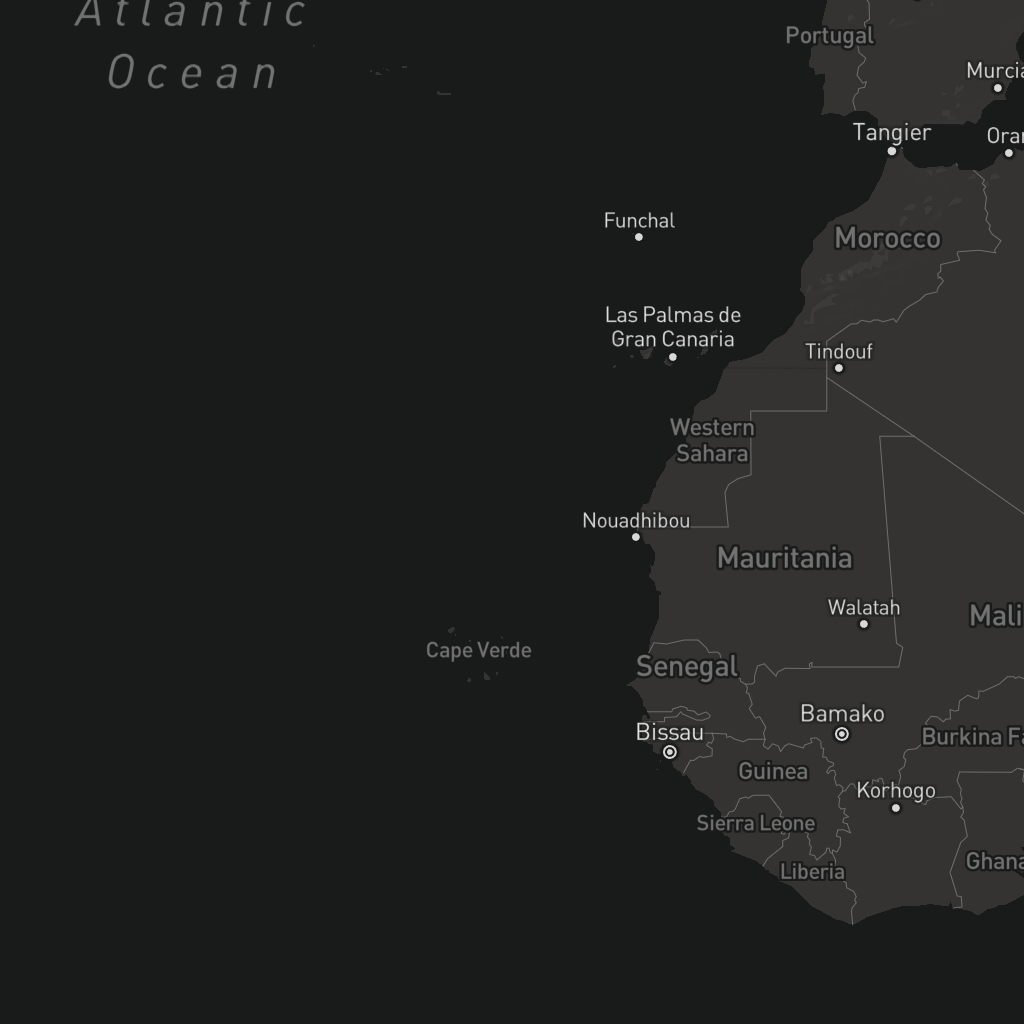 Atlantic
Ocean
Portugal
Murcia
Tangier
Oran
Funchal
Morocco
Las Palmas de
Gran Canaria
Tindouf
Western
Sahara
Nouadhibou
Mauritania
Walatah
Mali
Cape Verde
Senegal
Bamako
Bissau
Burkina Fa
Guinea
Korhogo
Sierra Leone
Ghana
Liberia